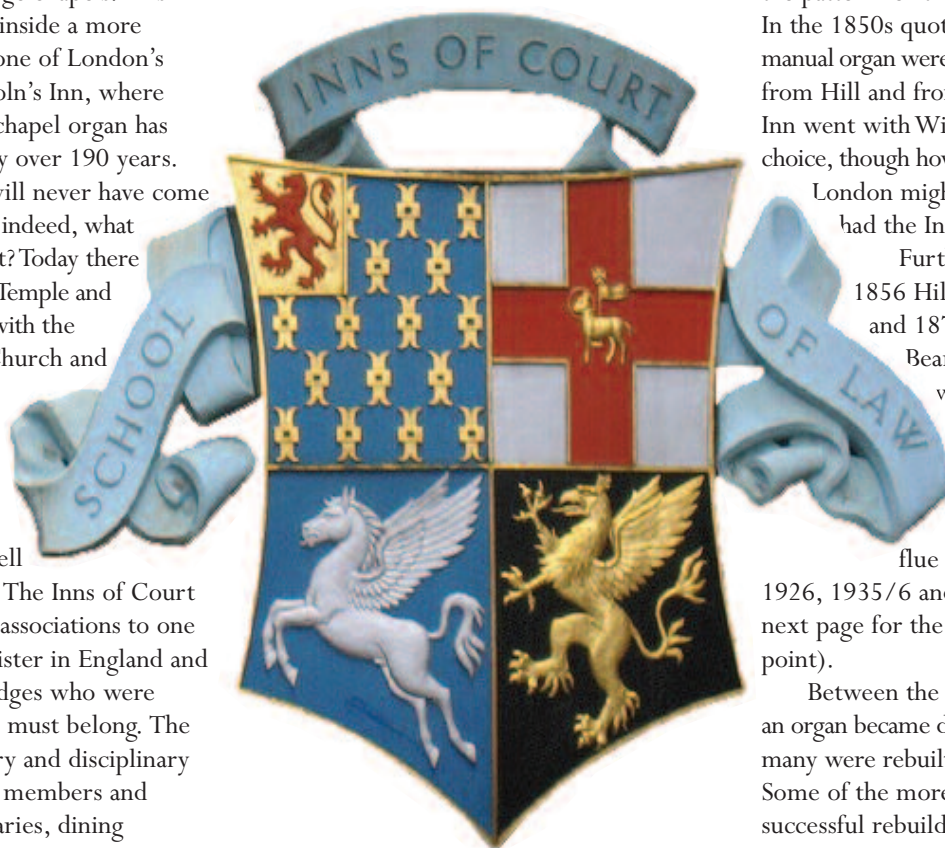 inside a more
one of London's
oln's Inn, where
chapel organ has
y over 190 years.
will never have come
indeed, what
t? Today there
Temple and
with the
Church and
ell
The Inns of Court
associations to one
ister in England and
dges who were
must belong. The
ry and disciplinary
members and
aries, dining
INNS OF COURT
SCHOOL
OF LAW
In the 1850s quot
manual organ were
from Hill and from
Inn went with Wi
choice, though how
London migh
had the In
Furt
1856 Hil
and 187
Bear
w
flue
1926, 1935/6 and
next page for the
point).
Between the
an organ became d
many were rebuil
Some of the more
successful rebuild